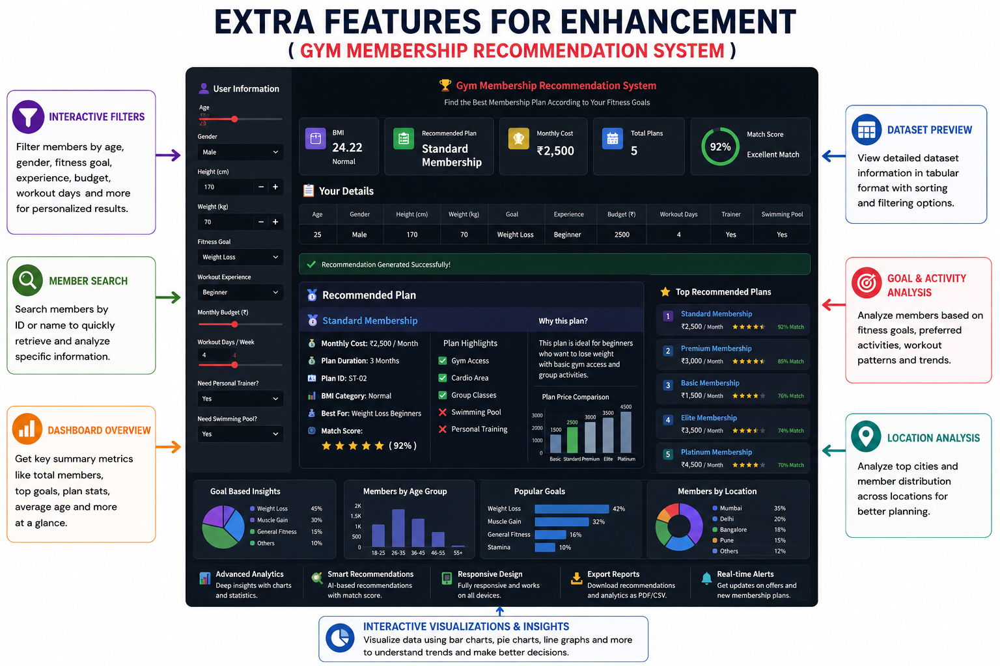 EXTRA FEATURES FOR ENHANCEMENT
( GYM MEMBERSHIP RECOMMENDATION SYSTEM )
INTERACTIVE FILTERS
Filter members by age,
gender, fitness goal,
experience, budget,
workout days and more
for personalized results.
MEMBER SEARCH
Search members by
ID or name to quickly
retrieve and analyze
specific information.
DASHBOARD OVERVIEW
Get key summary metrics
like total members,
top goals, plan stats,
average age and more
at a glance.
User Information
Age
Gender
Male
Height (cm)
170 − +
Weight (kg)
70 − +
Fitness Goal
Weight Loss
Workout Experience
Beginner
Monthly Budget (₹)
Workout Days / Week
4 4
Need Personal Trainer?
Yes
Need Swimming Pool?
Yes
Gym Membership Recommendation System
Find the Best Membership Plan According to Your Fitness Goals
BMI
24.22
Normal
Recommended Plan
Standard
Membership
Monthly Cost
₹2,500
Total Plans
5
92%
Match Score
Excellent Match
Your Details
Age Gender Height (cm) Weight (kg) Goal Experience Budget (₹) Workout Days Trainer Swimming Pool
25 Male 170 70 Weight Loss Beginner 2500 4 Yes Yes
Recommendation Generated Successfully!
Recommended Plan
Standard Membership
Monthly Cost: ₹2,500 / Month
Plan Duration: 3 Months
Plan ID: ST-02
BMI Category: Normal
Best For: Weight Loss Beginners
Match Score:
( 92% )
Plan Highlights
Gym Access
Cardio Area
Group Classes
Swimming Pool
Personal Training
Why this plan?
This plan is ideal for beginners
who want to lose weight
with basic gym access and
group activities.
Plan Price Comparison
3000
2000
1000
0
1500 2500 3000 3500 4500
Basic Standard Premium Elite Platinum
Top Recommended Plans
1 Standard Membership
₹2,500 / Month 92% Match
2 Premium Membership
₹3,000 / Month 85% Match
3 Basic Membership
₹1,500 / Month 76% Match
4 Elite Membership
₹3,500 / Month 74% Match
5 Platinum Membership
₹4,500 / Month 70% Match
Goal Based Insights
Weight Loss 45%
Muscle Gain 30%
General Fitness 15%
Others 10%
Members by Age Group
2K
1.5K
1K
500
0
18-25 26-35 36-45 46-55 55+
Popular Goals
Weight Loss 42%
Muscle Gain 32%
General Fitness 16%
Stamina 10%
Members by Location
Mumbai 35%
Delhi 20%
Bangalore 18%
Pune 15%
Others 12%
Advanced Analytics
Deep insights with charts
and statistics.
Smart Recommendations
AI-based recommendations
with match score.
Responsive Design
Fully responsive and works
on all devices.
Export Reports
Download recommendations
and analytics as PDF/CSV.
Real-time Alerts
Get updates on offers and
new membership plans.
DATASET PREVIEW
View detailed dataset
information in tabular
format with sorting
and filtering options.
GOAL & ACTIVITY
ANALYSIS
Analyze members based on
fitness goals, preferred
activities, workout
patterns and trends.
LOCATION ANALYSIS
Analyze top cities and
member distribution
across locations for
better planning.
INTERACTIVE VISUALIZATIONS & INSIGHTS
Visualize data using bar charts, pie charts, line graphs and more
to understand trends and make better decisions.